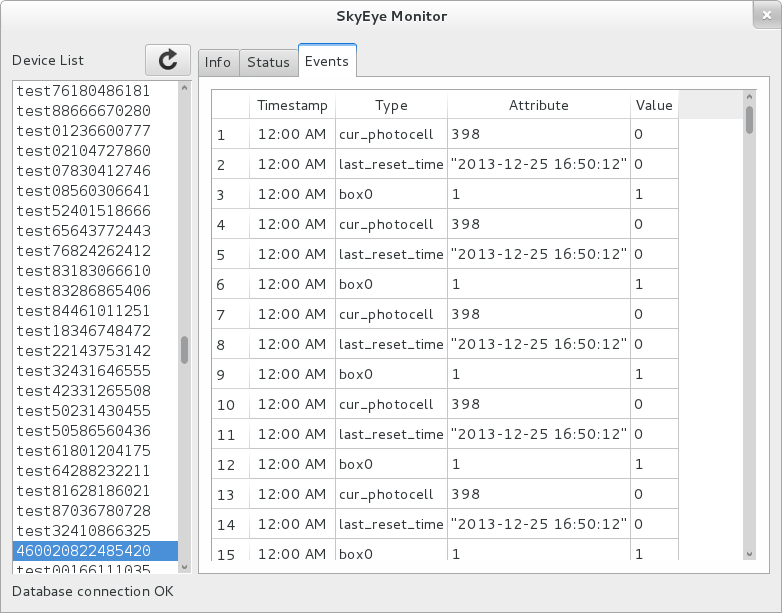 SkyEye Monitor
Device List
Info Status Events
test76180486181
test88666670280
test01236600777
test02104727860
test07830412746
test08560306641
test52401518666
test65643772443
test76824262412
test83183066610
test83286865406
test84461011251
test18346748472
test22143753142
test32431646555
test42331265508
test50231430455
test50586560436
test61801204175
test64288232211
test81628186021
test87036780728
test32410866325
460020822485420
test00166111035
Timestamp Type Attribute Value
1 12:00 AM cur_photocell 398 0
2 12:00 AM last_reset_time "2013-12-25 16:50:12" 0
3 12:00 AM box0 1 1
4 12:00 AM cur_photocell 398 0
5 12:00 AM last_reset_time "2013-12-25 16:50:12" 0
6 12:00 AM box0 1 1
7 12:00 AM cur_photocell 398 0
8 12:00 AM last_reset_time "2013-12-25 16:50:12" 0
9 12:00 AM box0 1 1
10 12:00 AM cur_photocell 398 0
11 12:00 AM last_reset_time "2013-12-25 16:50:12" 0
12 12:00 AM box0 1 1
13 12:00 AM cur_photocell 398 0
14 12:00 AM last_reset_time "2013-12-25 16:50:12" 0
15 12:00 AM box0 1 1
Database connection OK